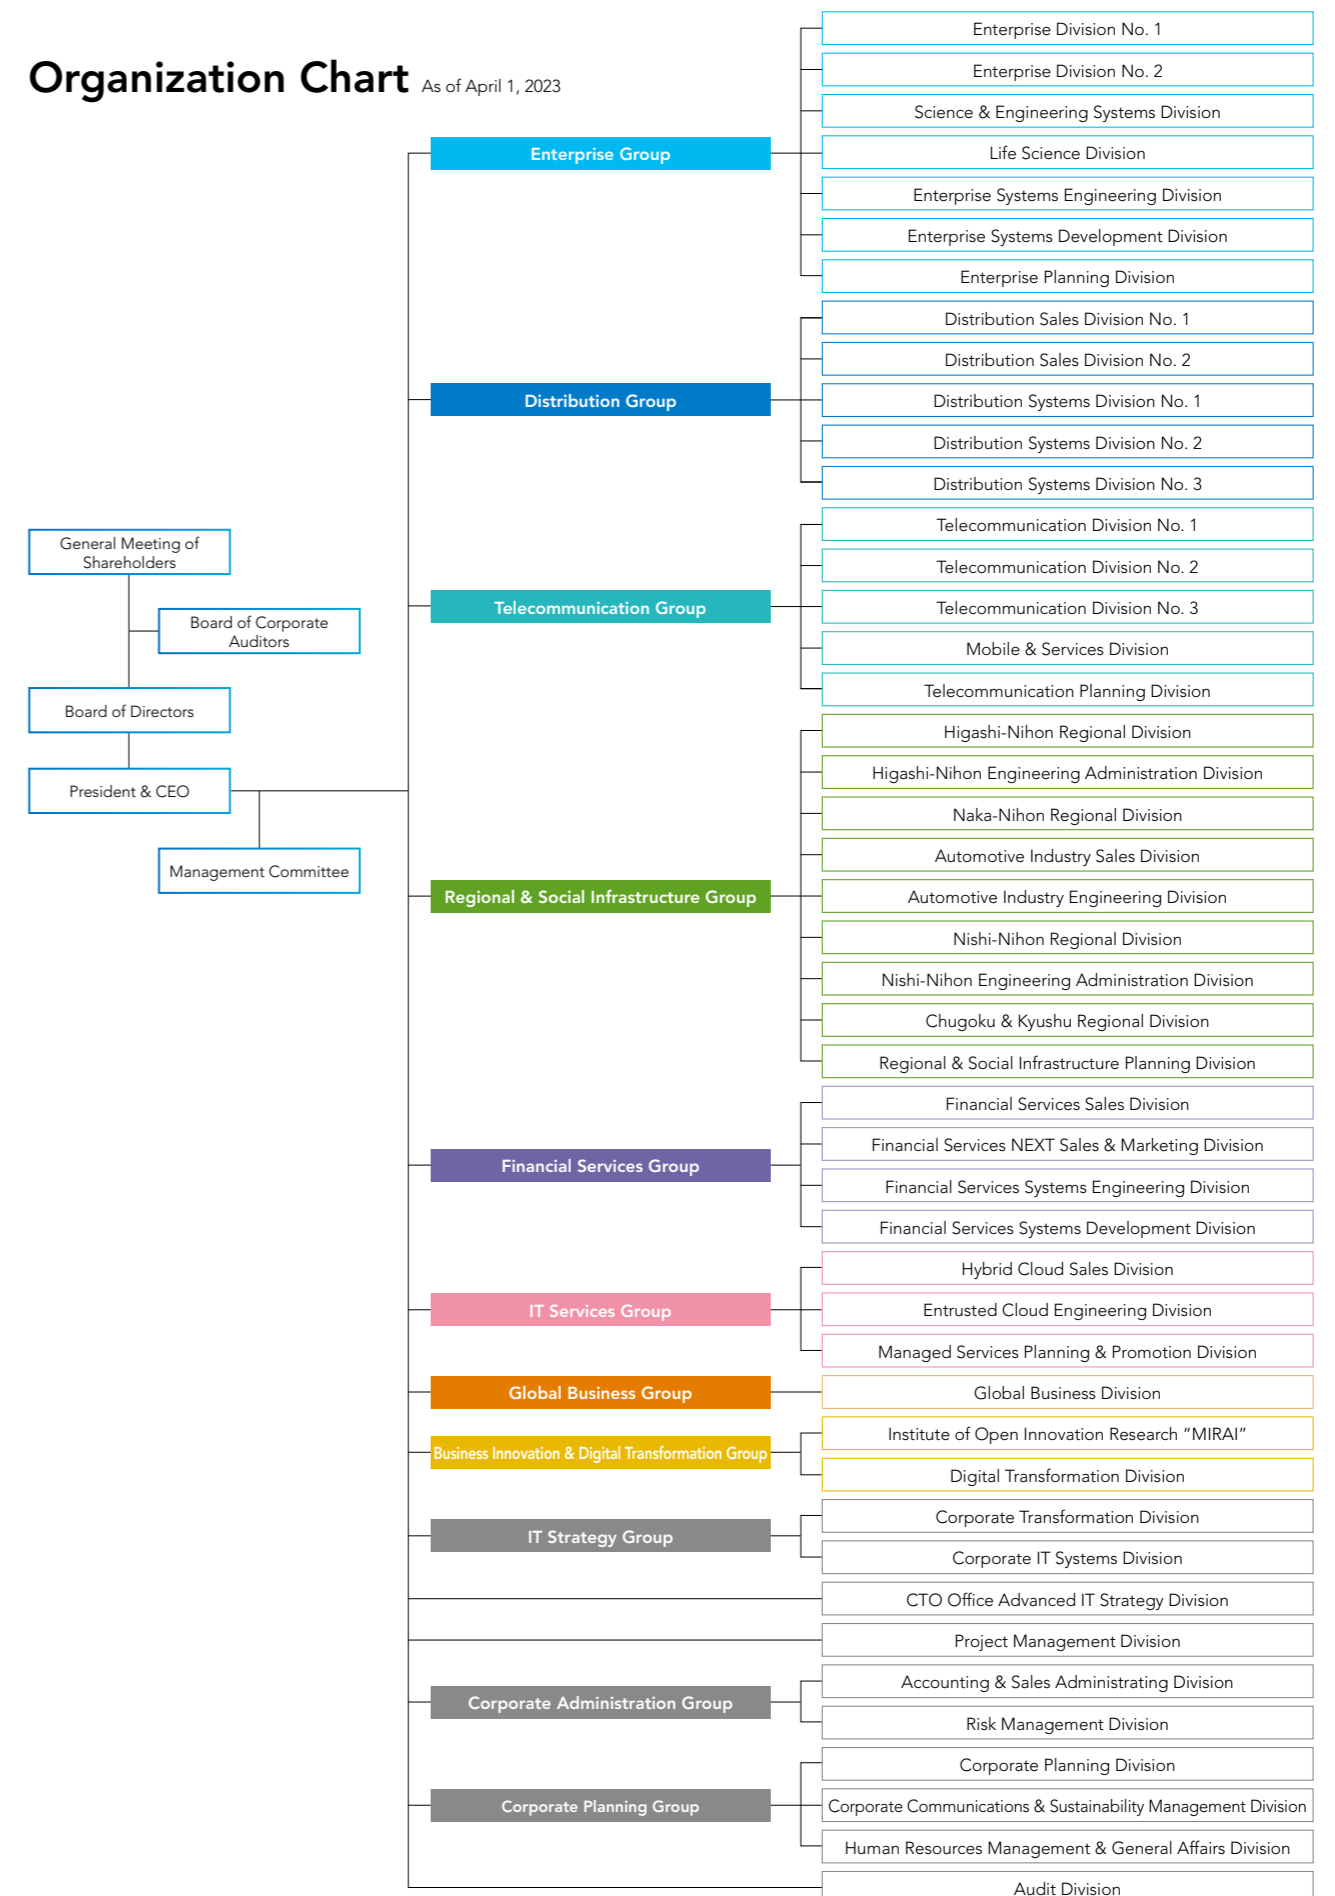 Organization Chart As of April 1, 2023
General Meeting of
Shareholders
Board of Corporate
Auditors
Board of Directors
President & CEO
Management Committee
Enterprise Group
Enterprise Division No. 1
Enterprise Division No. 2
Science & Engineering Systems Division
Life Science Division
Enterprise Systems Engineering Division
Enterprise Systems Development Division
Enterprise Planning Division
Distribution Group
Distribution Sales Division No. 1
Distribution Sales Division No. 2
Distribution Systems Division No. 1
Distribution Systems Division No. 2
Distribution Systems Division No. 3
Telecommunication Group
Telecommunication Division No. 1
Telecommunication Division No. 2
Telecommunication Division No. 3
Mobile & Services Division
Telecommunication Planning Division
Regional & Social Infrastructure Group
Higashi-Nihon Regional Division
Higashi-Nihon Engineering Administration Division
Naka-Nihon Regional Division
Automotive Industry Sales Division
Automotive Industry Engineering Division
Nishi-Nihon Regional Division
Nishi-Nihon Engineering Administration Division
Chugoku & Kyushu Regional Division
Regional & Social Infrastructure Planning Division
Financial Services Group
Financial Services Sales Division
Financial Services NEXT Sales & Marketing Division
Financial Services Systems Engineering Division
Financial Services Systems Development Division
IT Services Group
Hybrid Cloud Sales Division
Entrusted Cloud Engineering Division
Managed Services Planning & Promotion Division
Global Business Group
Global Business Division
Business Innovation & Digital Transformation Group
Institute of Open Innovation Research “MIRAI”
Digital Transformation Division
IT Strategy Group
Corporate Transformation Division
Corporate IT Systems Division
CTO Office Advanced IT Strategy Division
Project Management Division
Corporate Administration Group
Accounting & Sales Administrating Division
Risk Management Division
Corporate Planning Group
Corporate Planning Division
Corporate Communications & Sustainability Management Division
Human Resources Management & General Affairs Division
Audit Division